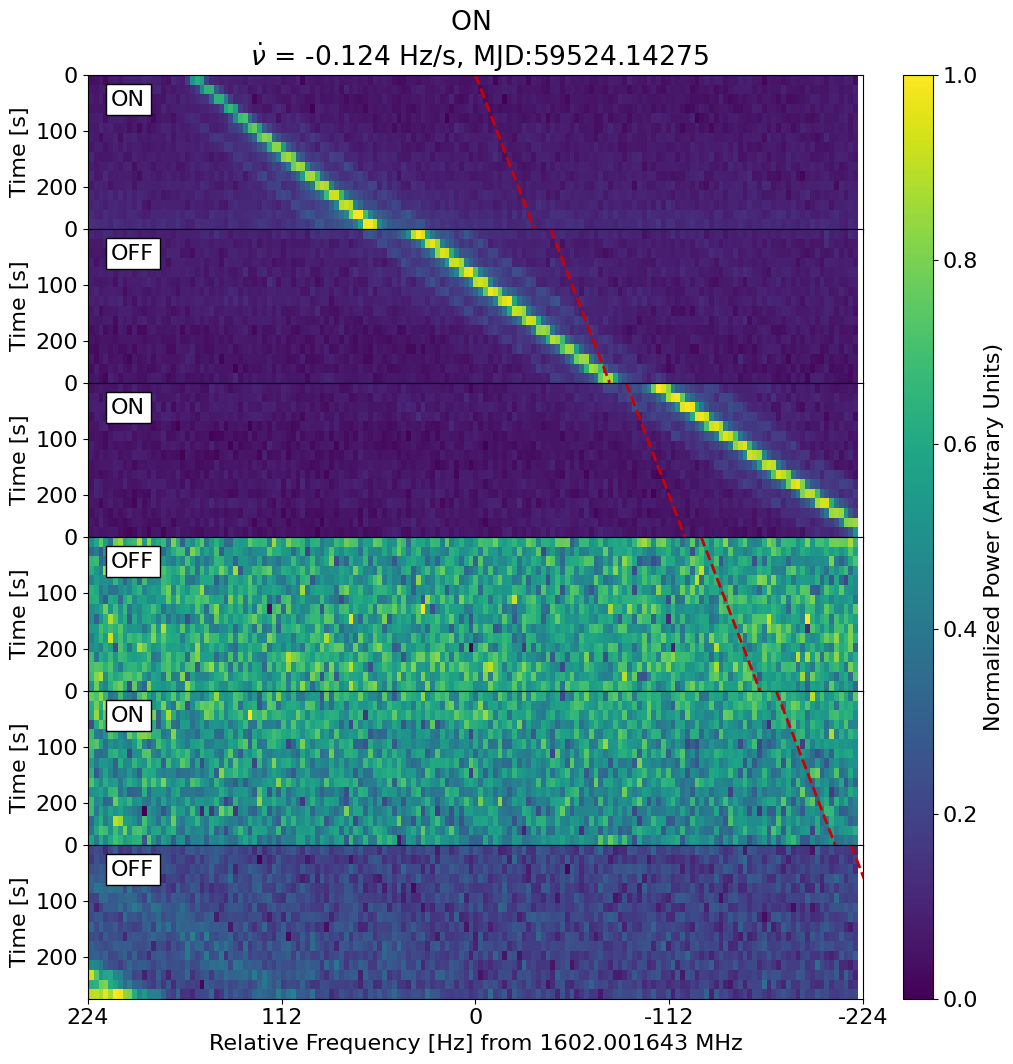 ON
ν̇ = -0.124 Hz/s, MJD:59524.14275
0
ON
100
200
Time [s]
0
OFF
100
200
Time [s]
0
ON
100
200
Time [s]
0
OFF
100
200
Time [s]
0
ON
100
200
Time [s]
0
OFF
100
200
Time [s]
224 112 0 -112 -224
Relative Frequency [Hz] from 1602.001643 MHz
1.0
0.8
0.6
0.4
0.2
0.0
Normalized Power (Arbitrary Units)